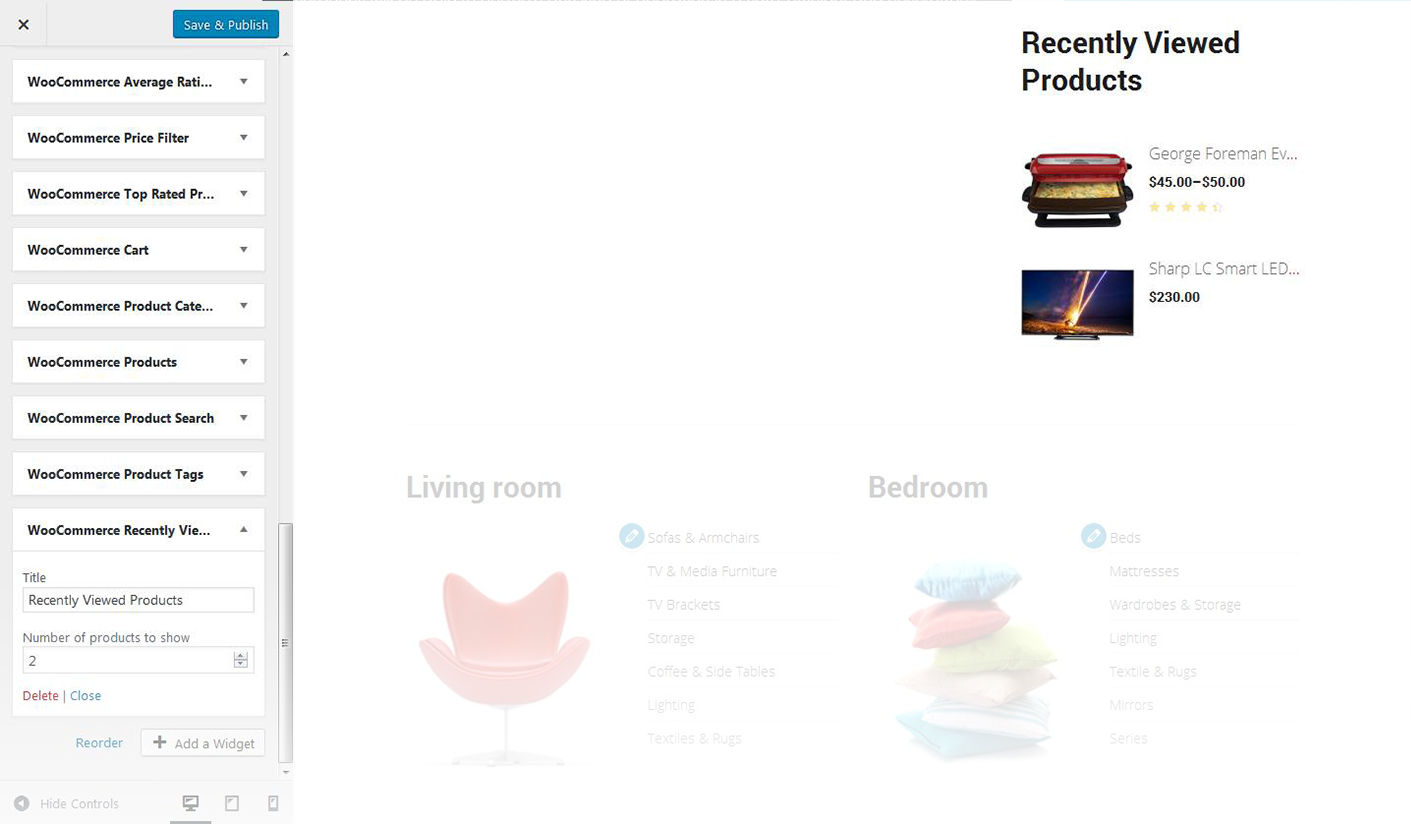 Save & Publish
WooCommerce Average Rati...
WooCommerce Price Filter
WooCommerce Top Rated Pr...
WooCommerce Cart
WooCommerce Product Cate...
WooCommerce Products
WooCommerce Product Search
WooCommerce Product Tags
WooCommerce Recently Vie...
Title
Recently Viewed Products
Number of products to show
2
Delete | Close
Reorder
Add a Widget
Hide Controls
Recently Viewed
Products
George Foreman Ev...
$45.00–$50.00
Sharp LC Smart LED...
$230.00
Living room
Sofas & Armchairs
TV & Media Furniture
TV Brackets
Storage
Coffee & Side Tables
Lighting
Textiles & Rugs
Bedroom
Beds
Mattresses
Wardrobes & Storage
Lighting
Textile & Rugs
Mirrors
Series